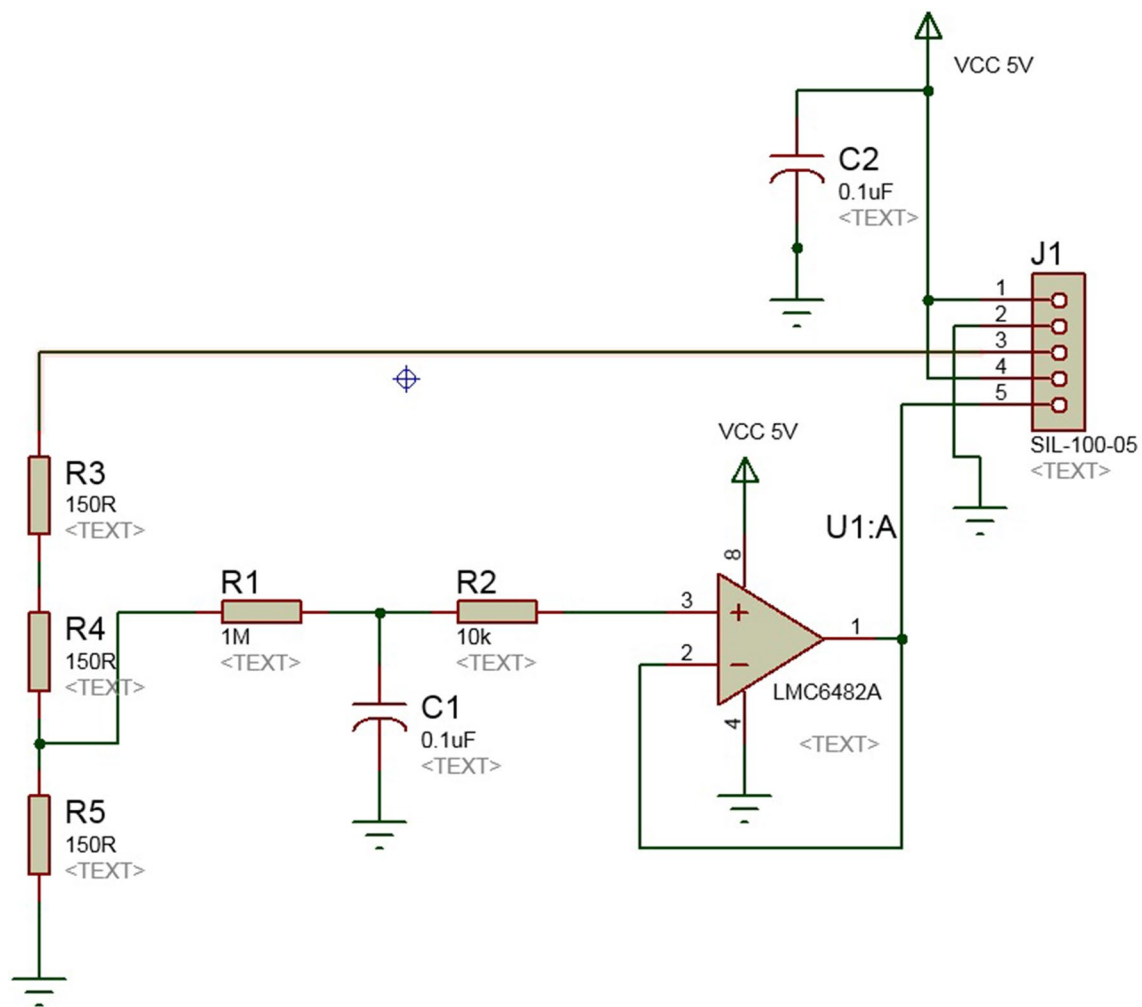 VCC 5V
C2
0.1uF
<TEXT>
J1
1
2
3
4
5
SIL-100-05
<TEXT>
VCC 5V
R3
150R
<TEXT>
U1:A
8
R1
1M
<TEXT>
R2
10k
<TEXT>
3
+
1
2
−
LMC6482A
4
<TEXT>
R4
150R
<TEXT>
C1
0.1uF
<TEXT>
R5
150R
<TEXT>